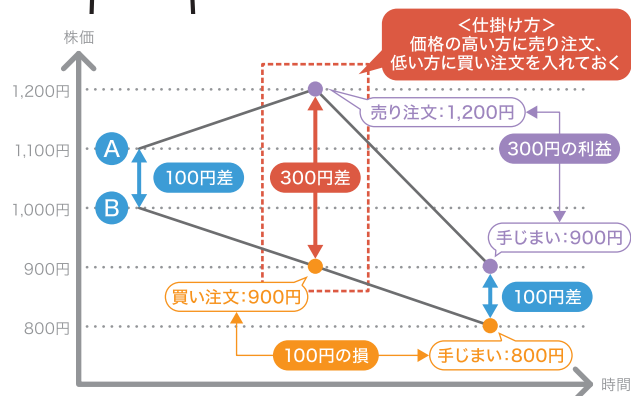 株価
<仕掛け方>
価格の高い方に売り注文、
低い方に買い注文を入れておく
1,200円
売り注文:1,200円
1,100円
A
100円差
300円差
300円の利益
1,000円
B
手じまい:900円
900円
買い注文:900円
100円差
800円
100円の損
手じまい:800円
時間